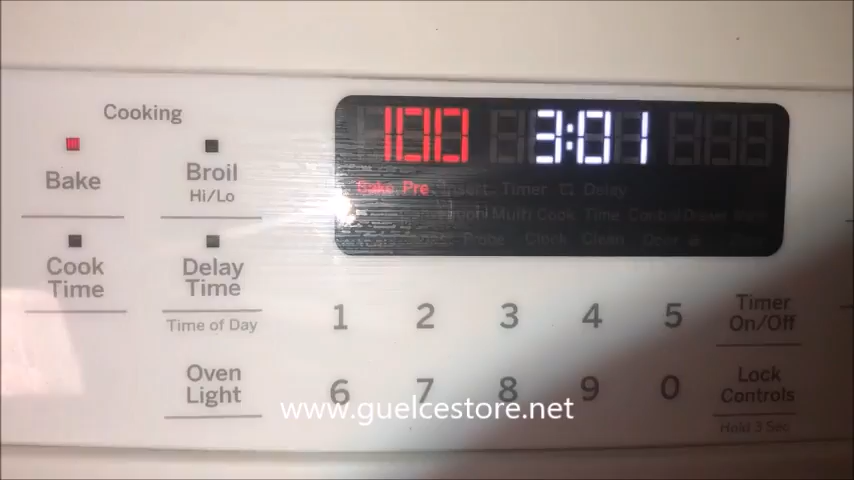 Cooking
100 3:01
Bake
Broil
Hi/Lo
Bake Pre Insert Timer Delay
Multi Cook Time Control
Probe Clock Clean
Cook
Time
Delay
Time
Time of Day
1 2 3 4 5
Timer
On/Off
Oven
Light
6 7 8 9 0
Lock
Controls
Hold 3 Sec
www.guelcestore.net